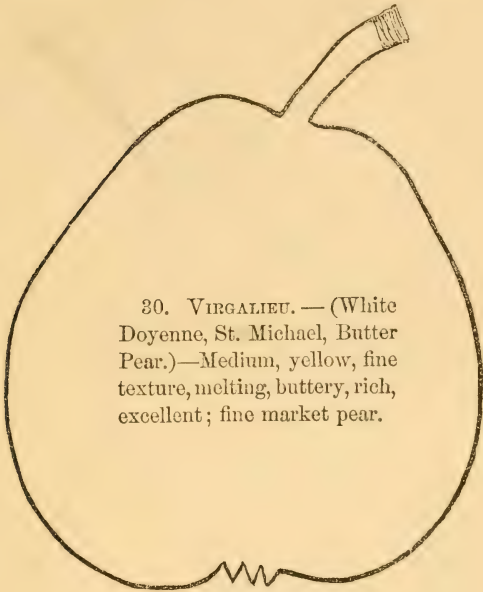 30. VIRGALIEU. — (White
Doyenne, St. Michael, Butter
Pear.)—Medium, yellow, fine
texture, melting, buttery, rich,
excellent; fine market pear.